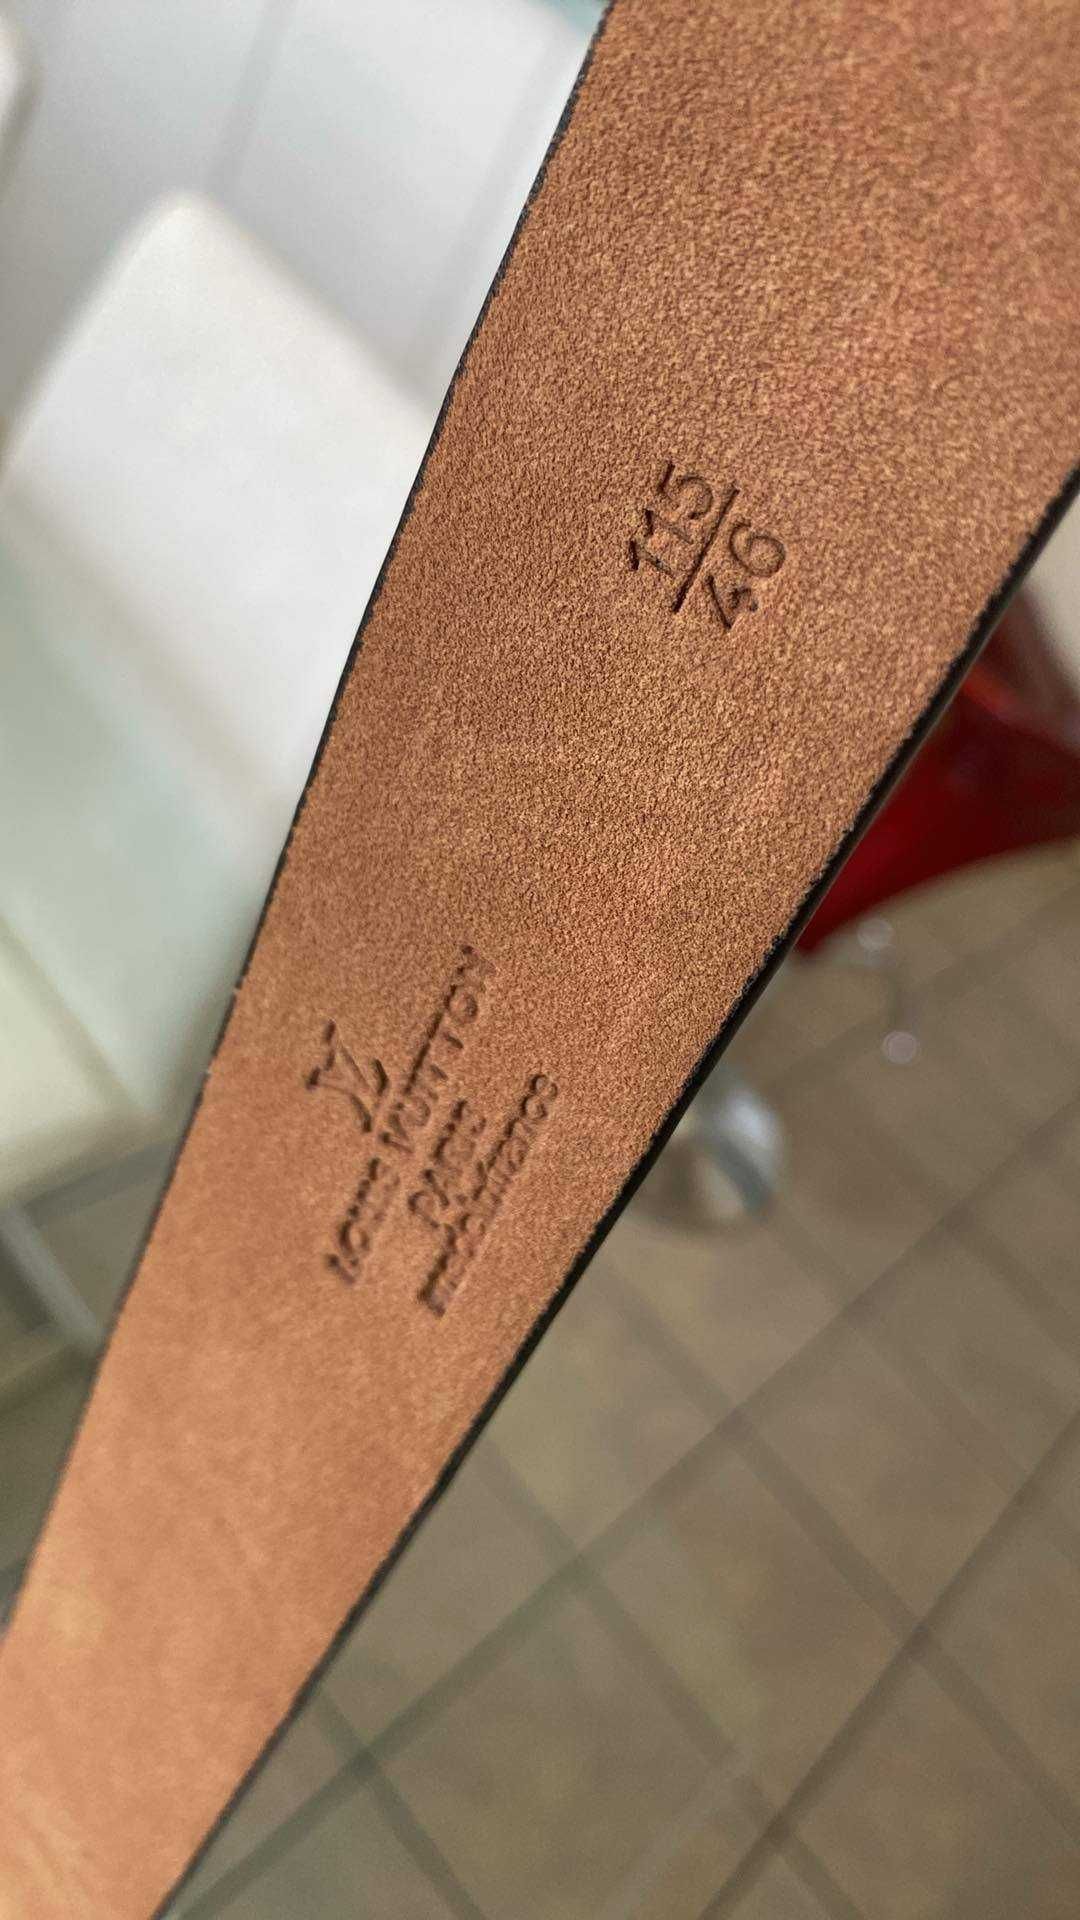 115
46
LV
LOUIS VUITTON
PARIS
made in France